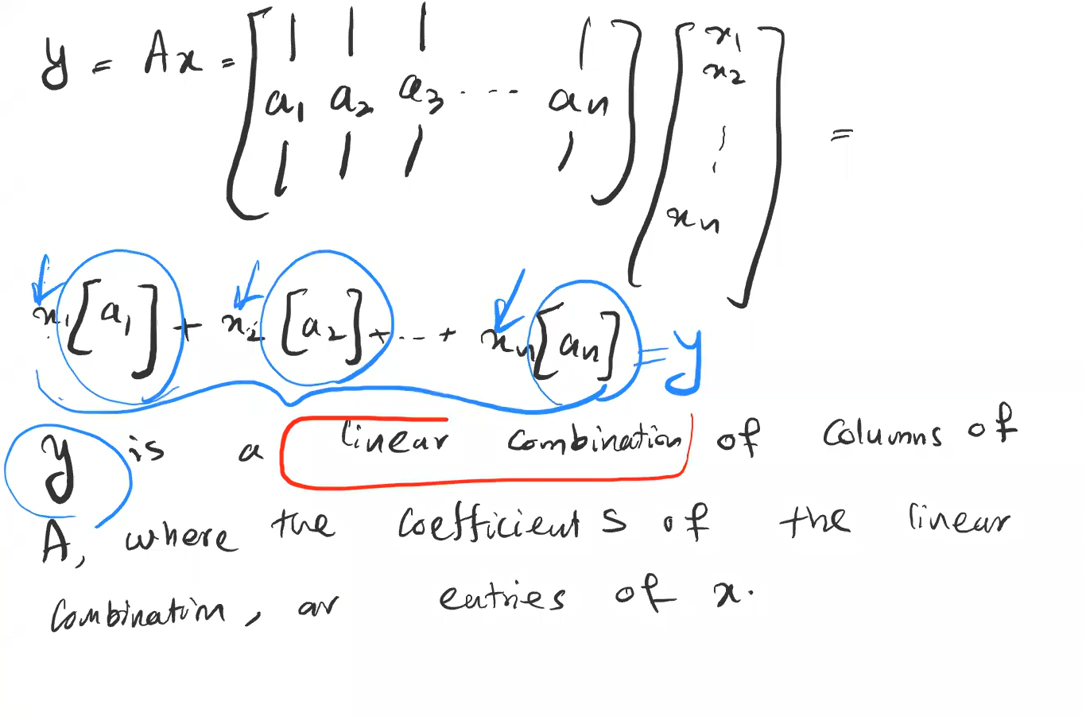 y = Ax = [ | | | | a1 a2 a3 ... an | | | | ] [ x1 x2 ⋮ xn ] =
x1 [a1] + x2 [a2] + ... + xn [an] = y
y is a linear combination of columns of
A, where the coefficients of the linear
combination, ar entries of x.